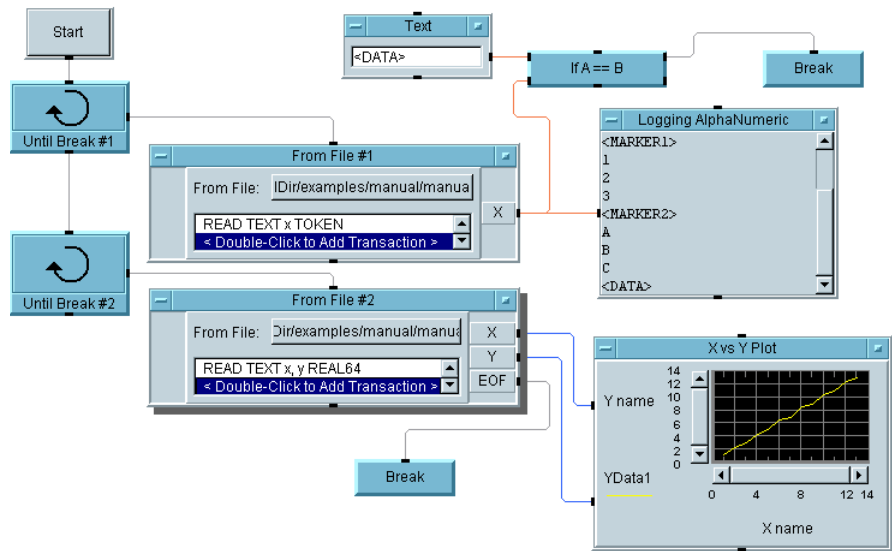 Start
Text
<DATA>
If A == B
Break
Until Break #1
From File #1
From File: lDir/examples/manual/manua
READ TEXT x TOKEN
< Double-Click to Add Transaction >
X
Logging AlphaNumeric
<MARKER1>
1
2
3
<MARKER2>
A
B
C
<DATA>
Until Break #2
From File #2
From File: Dir/examples/manual/manua
READ TEXT x, y REAL64
< Double-Click to Add Transaction >
X
Y
EOF
Break
X vs Y Plot
Y name
14
12
10
8
6
4
2
0
YData1
0 4 8 12 14
X name